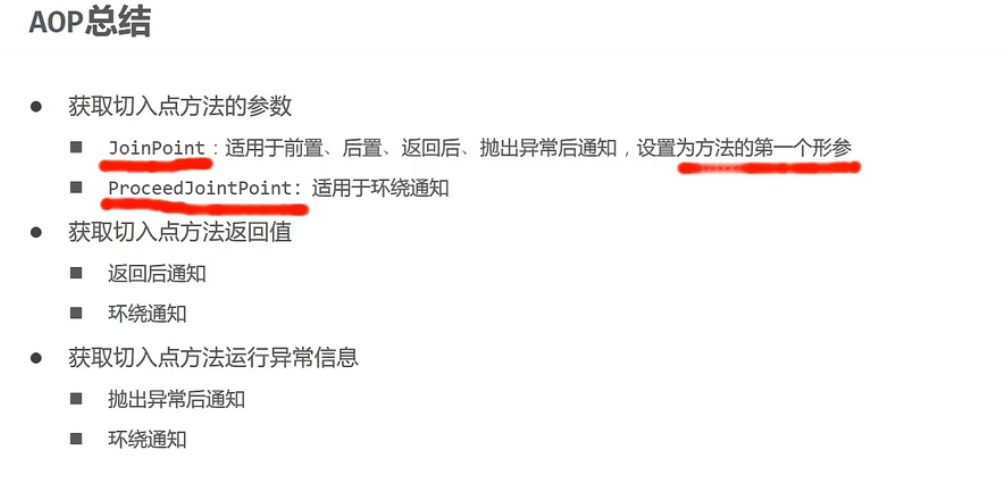 AOP总结
● 获取切入点方法的参数
■ JoinPoint：适用于前置、后置、返回后、抛出异常后通知，设置为方法的第一个形参
■ ProceedJointPoint: 适用于环绕通知
● 获取切入点方法返回值
■ 返回后通知
■ 环绕通知
● 获取切入点方法运行异常信息
■ 抛出异常后通知
■ 环绕通知